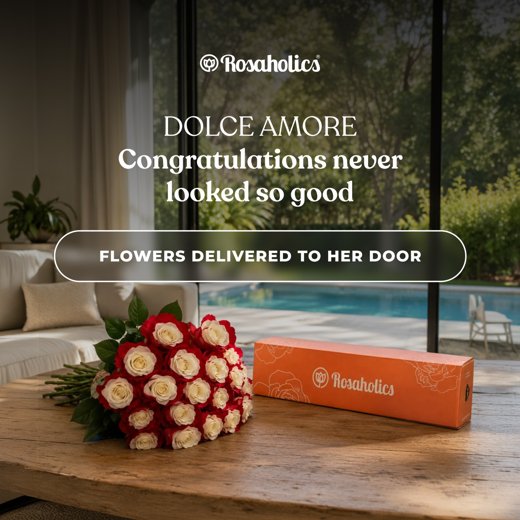 Rosaholics®
DOLCE AMORE
Congratulations never
looked so good
FLOWERS DELIVERED TO HER DOOR
Rosaholics